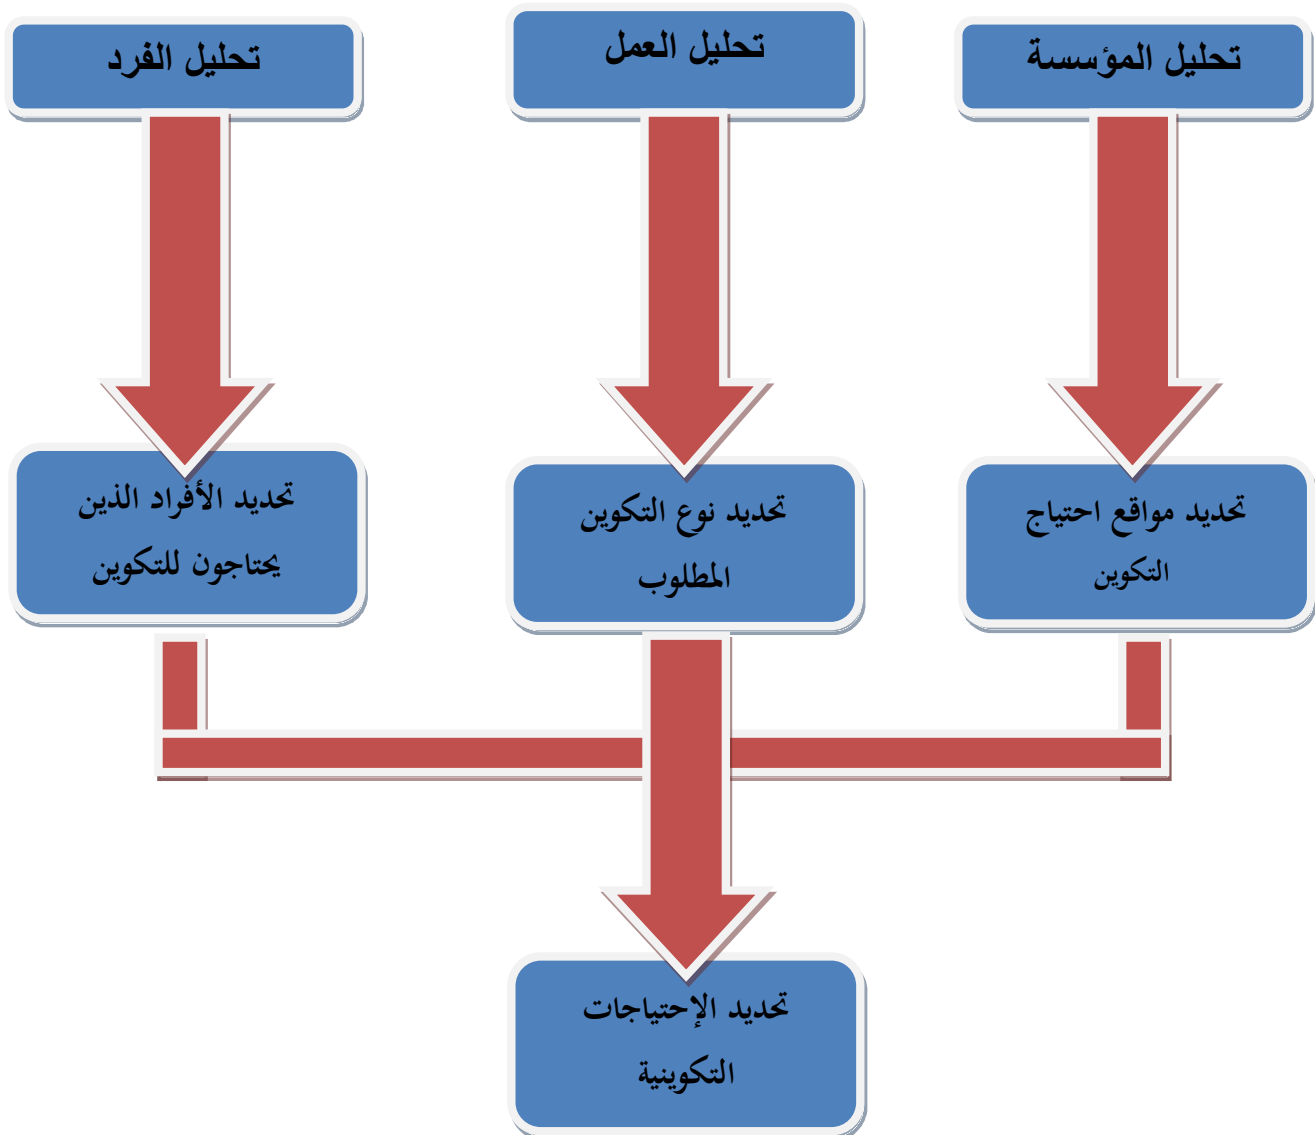 تحليل المؤسسة
تحليل العمل
تحليل الفرد
تحديد مواقع احتياج
التكوين
تحديد نوع التكوين
المطلوب
تحديد الأفراد الذين
يحتاجون للتكوين
تحديد الإحتياجات
التكوينية